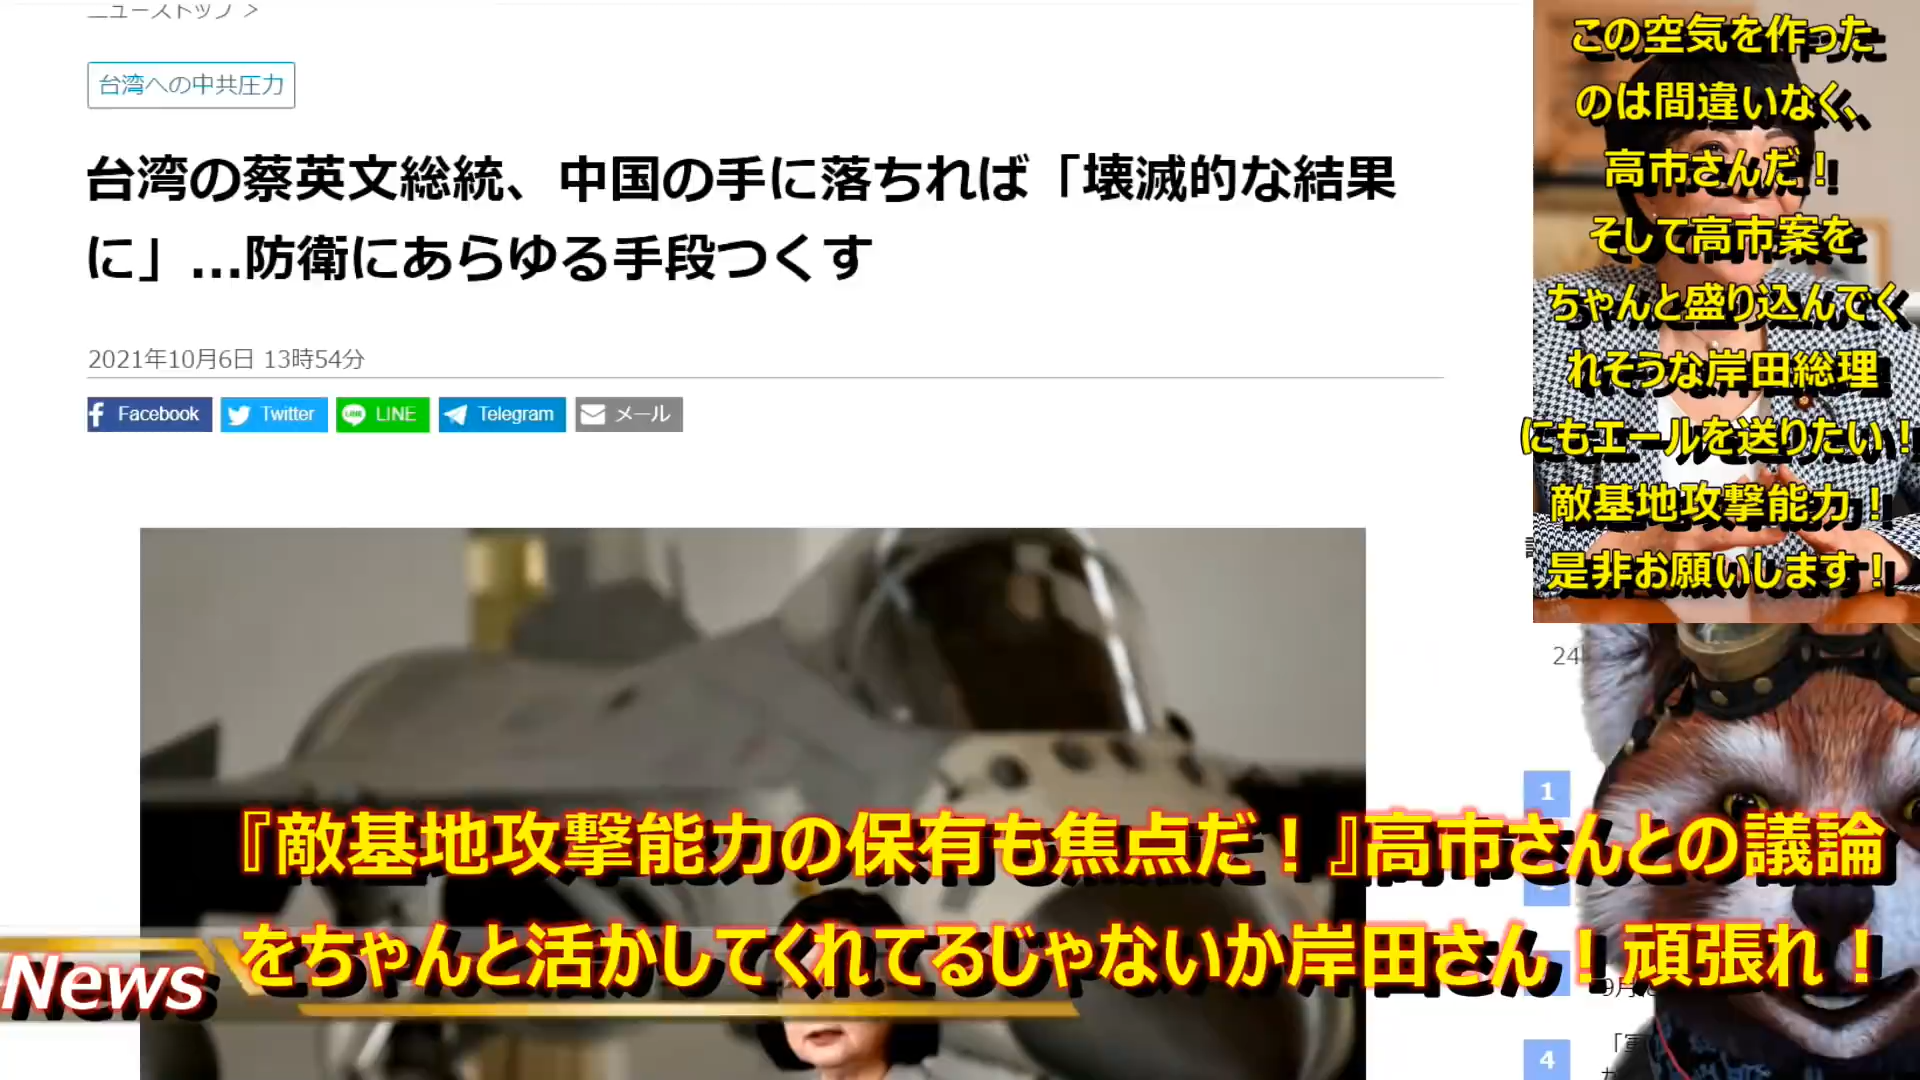 ニューストップ >
台湾への中共圧力
台湾の蔡英文総統、中国の手に落ちれば「壊滅的な結果
に」...防衛にあらゆる手段つくす
2021年10月6日 13時54分
Facebook
Twitter
LINE
Telegram
メール
この空気を作った
のは間違いなく、
高市さんだ！
そして高市案を
ちゃんと盛り込んでく
れそうな岸田総理
にもエールを送りたい！
敵基地攻撃能力！
是非お願いします！
24
1
『敵基地攻撃能力の保有も焦点だ！』高市さんとの議論
をちゃんと活かしてくれてるじゃないか岸田さん！頑張れ！
News
9月
4